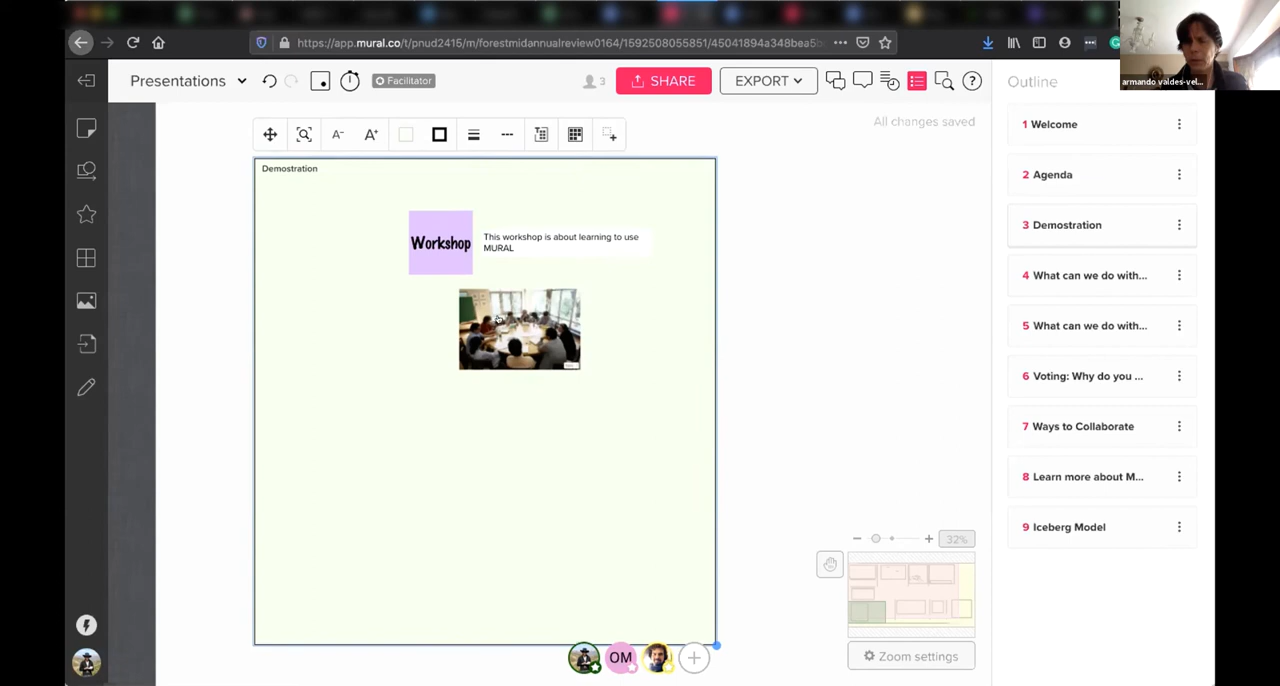 https://app.mural.co/t/pnud2415/m/forestmidannualreview0164/1592508055851/45041894a348bea5b
armando valdes-vel...
Presentations
Facilitator
3
SHARE
EXPORT
Outline
All changes saved
1 Welcome
2 Agenda
3 Demostration
4 What can we do with...
5 What can we do with...
6 Voting: Why do you ...
7 Ways to Collaborate
8 Learn more about M...
9 Iceberg Model
A-
A+
Demostration
Workshop
This workshop is about learning to use
MURAL
32%
OM
Zoom settings